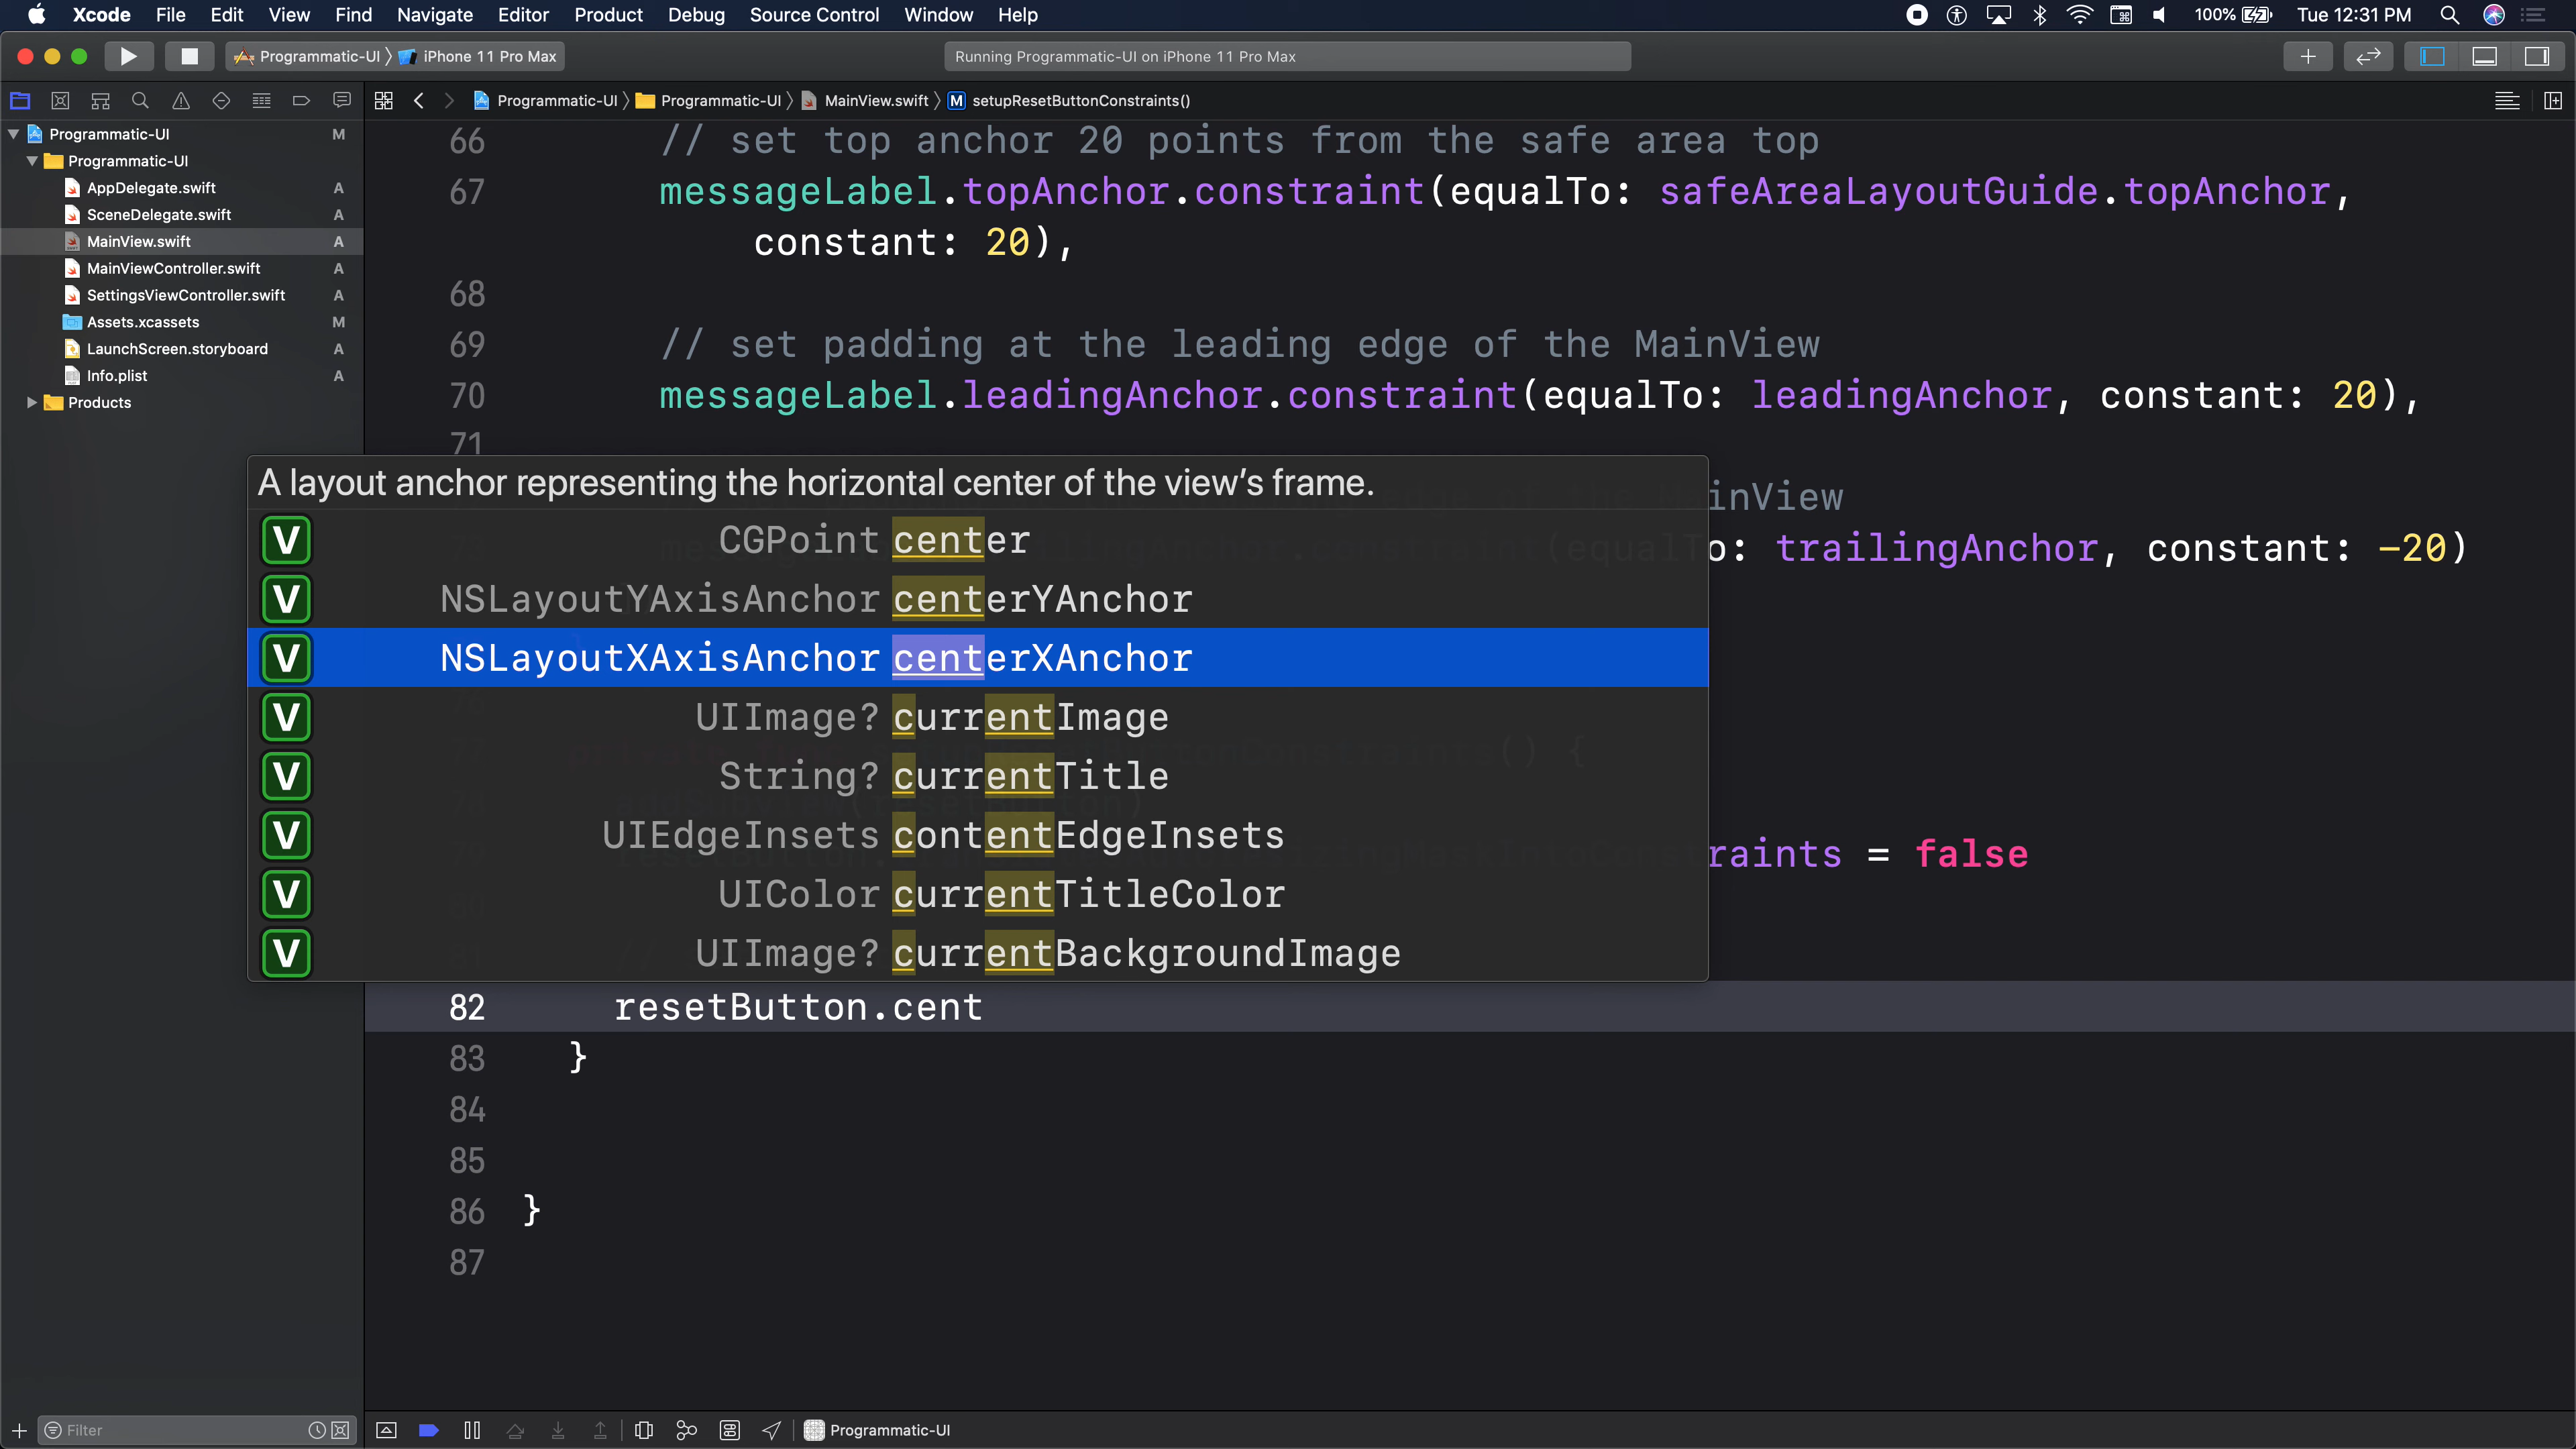 Xcode File Edit View Find Navigate Editor Product Debug Source Control Window Help 100% Tue 12:31 PM
Programmatic-UI iPhone 11 Pro Max Running Programmatic-UI on iPhone 11 Pro Max
Programmatic-UI Programmatic-UI MainView.swift M setupResetButtonConstraints()
Programmatic-UI M
Programmatic-UI
AppDelegate.swift A
SceneDelegate.swift A
MainView.swift A
MainViewController.swift A
SettingsViewController.swift A
Assets.xcassets M
LaunchScreen.storyboard A
Info.plist A
Products
66 // set top anchor 20 points from the safe area top
67 messageLabel.topAnchor.constraint(equalTo: safeAreaLayoutGuide.topAnchor,
constant: 20),
68
69 // set padding at the leading edge of the MainView
70 messageLabel.leadingAnchor.constraint(equalTo: leadingAnchor, constant: 20),
71
edge of the MainView
73 (equalTo: trailingAnchor, constant: -20)
A layout anchor representing the horizontal center of the view’s frame.
V CGPoint center
V NSLayoutYAxisAnchor centerYAnchor
V NSLayoutXAxisAnchor centerXAnchor
V UIImage? currentImage
V String? currentTitle
V UIEdgeInsets contentEdgeInsets
V UIColor currentTitleColor
V UIImage? currentBackgroundImage
raints = false
82 resetButton.cent
83 }
84
85
86 }
87
Filter Programmatic-UI